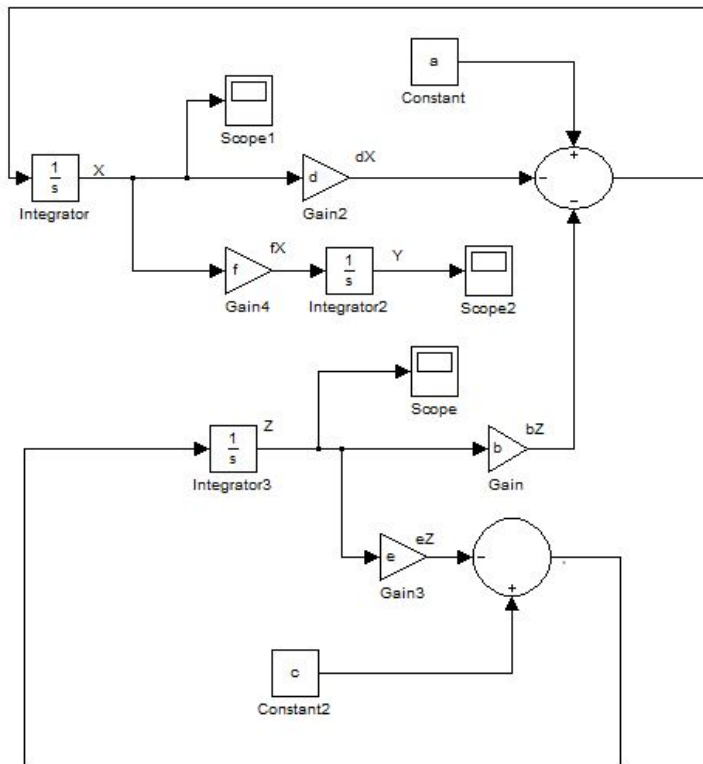 a
Constant
+
Scope1
1
s
X
Integrator
d
dX
Gain2
−
−
f
fX
Gain4
1
s
Y
Integrator2
Scope2
Scope
1
s
Z
Integrator3
b
bZ
Gain
e
eZ
Gain3
−
+
c
Constant2